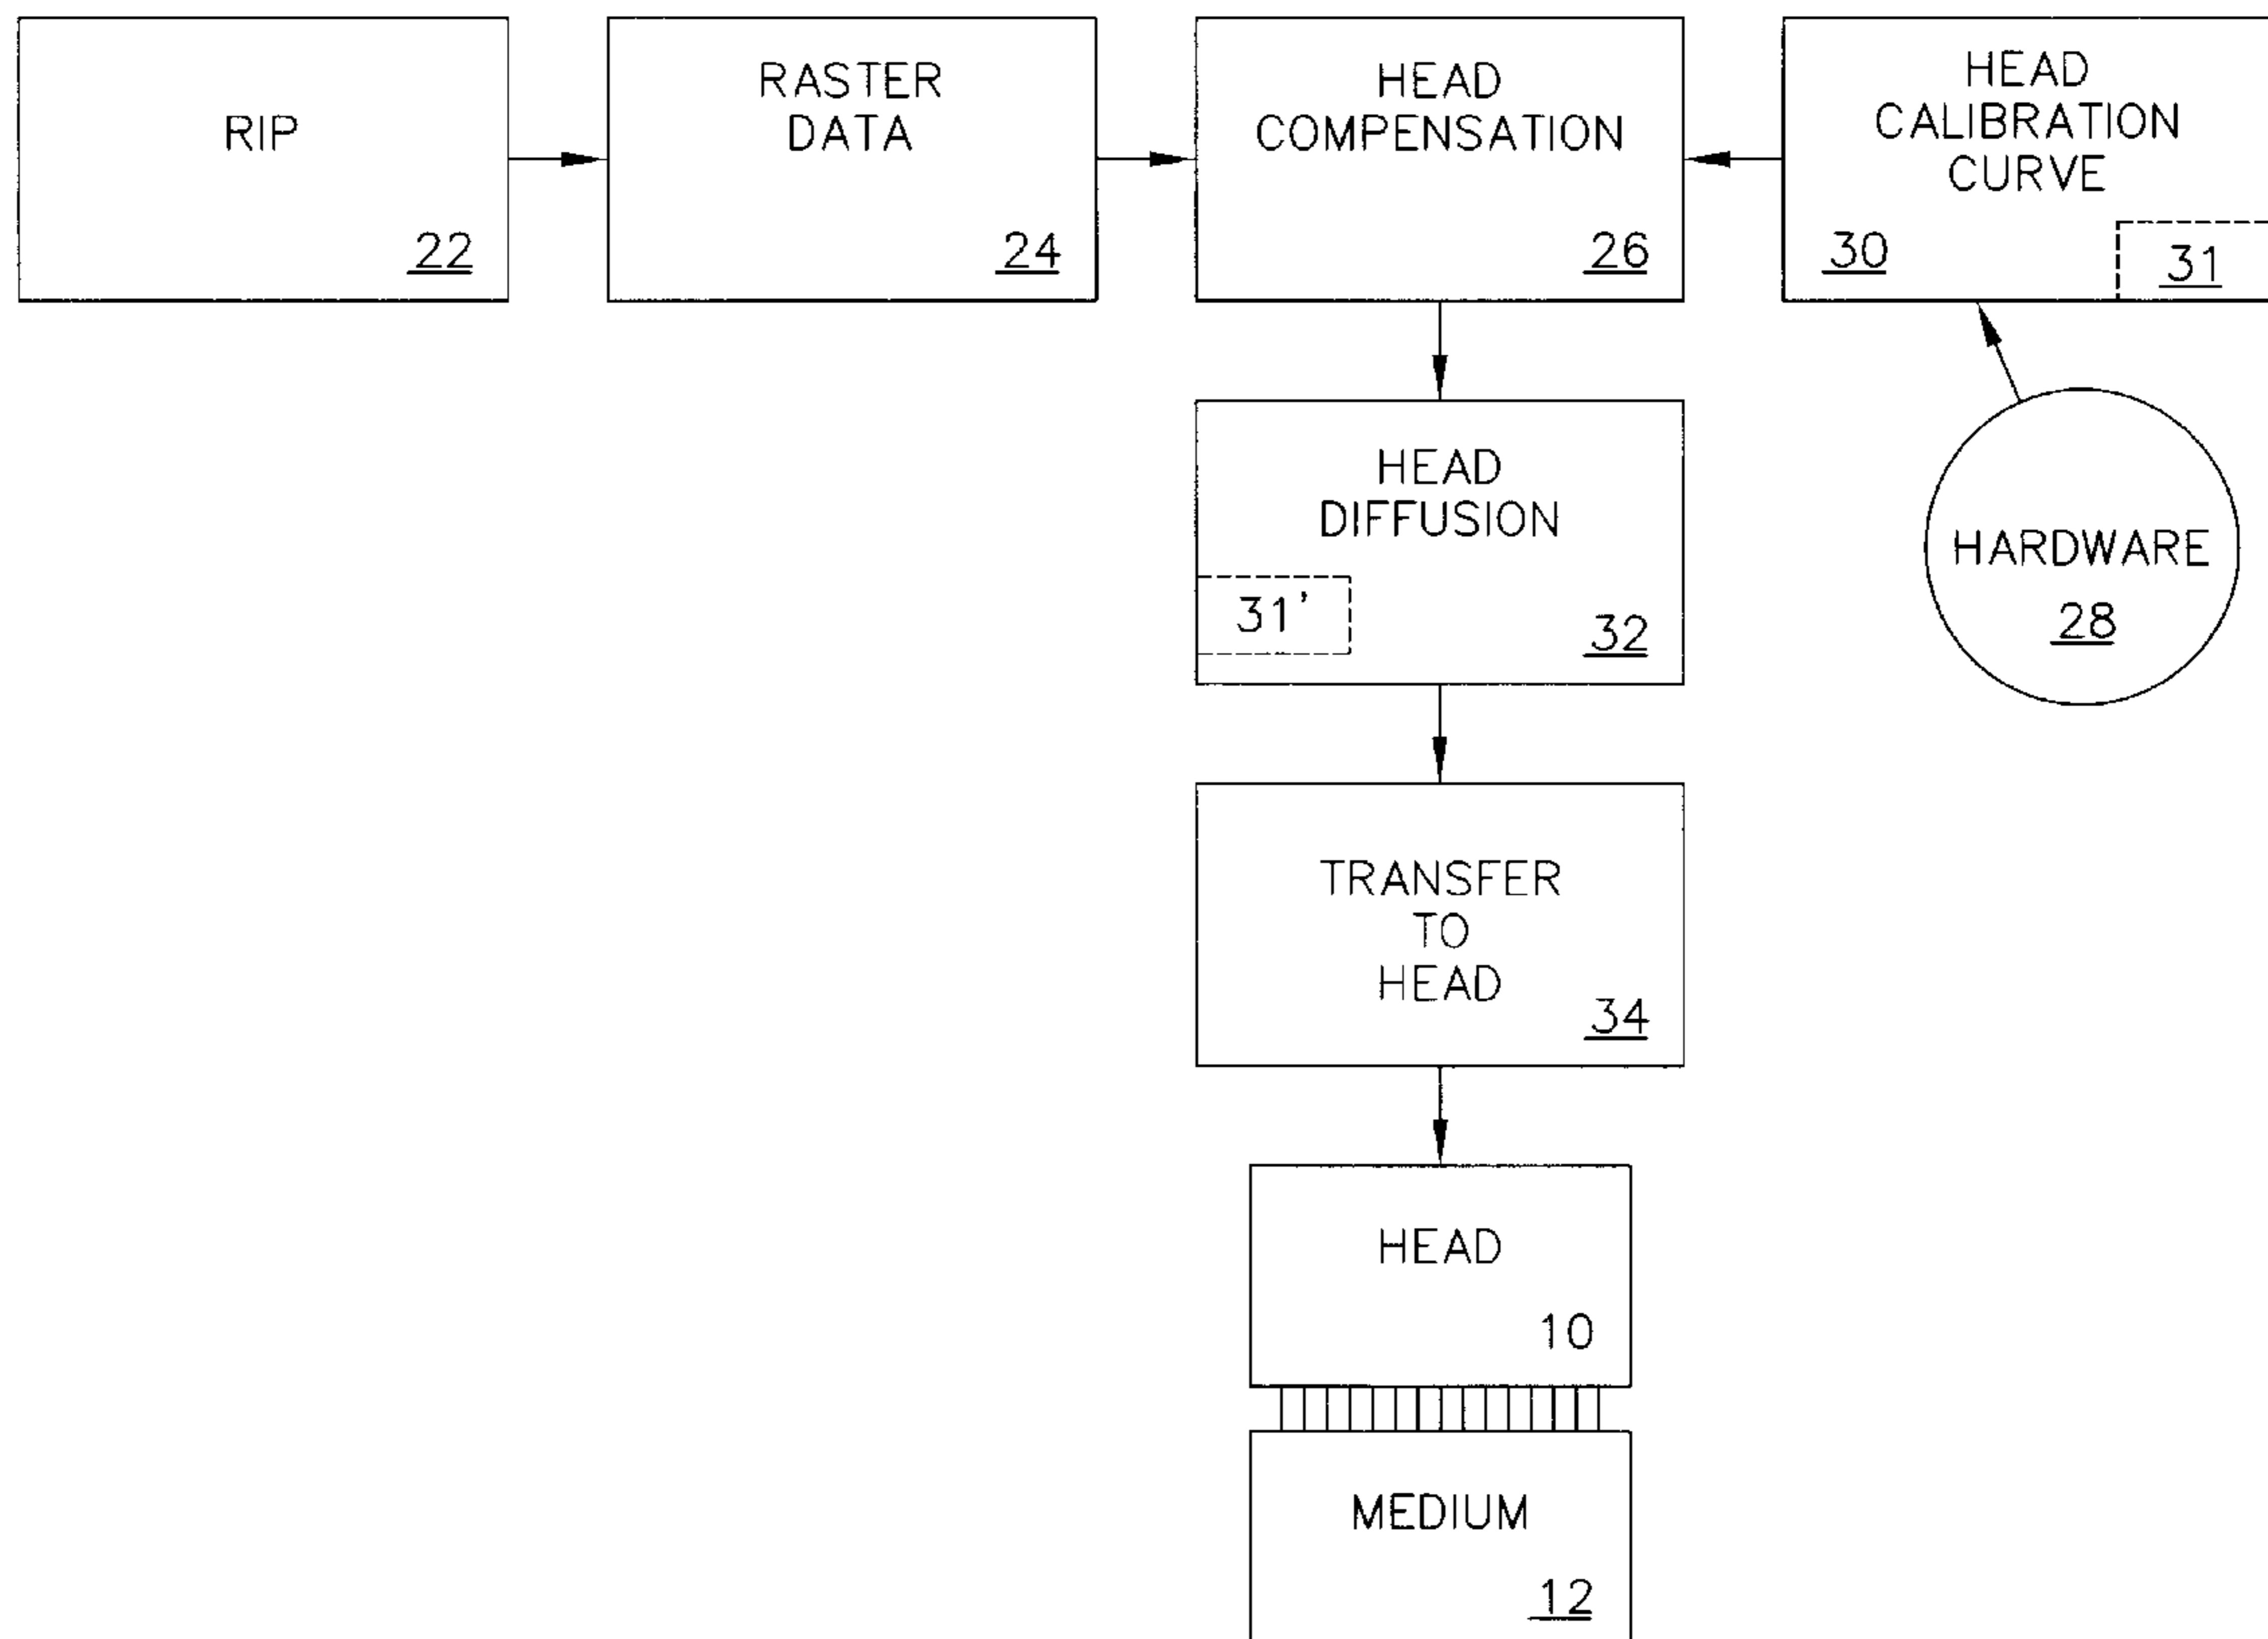 RIP
22
RASTER
DATA
24
HEAD
COMPENSATION
26
HEAD
CALIBRATION
CURVE
30
31
HARDWARE
28
HEAD
DIFFUSION
31'
32
TRANSFER
TO
HEAD
34
HEAD
10
MEDIUM
12